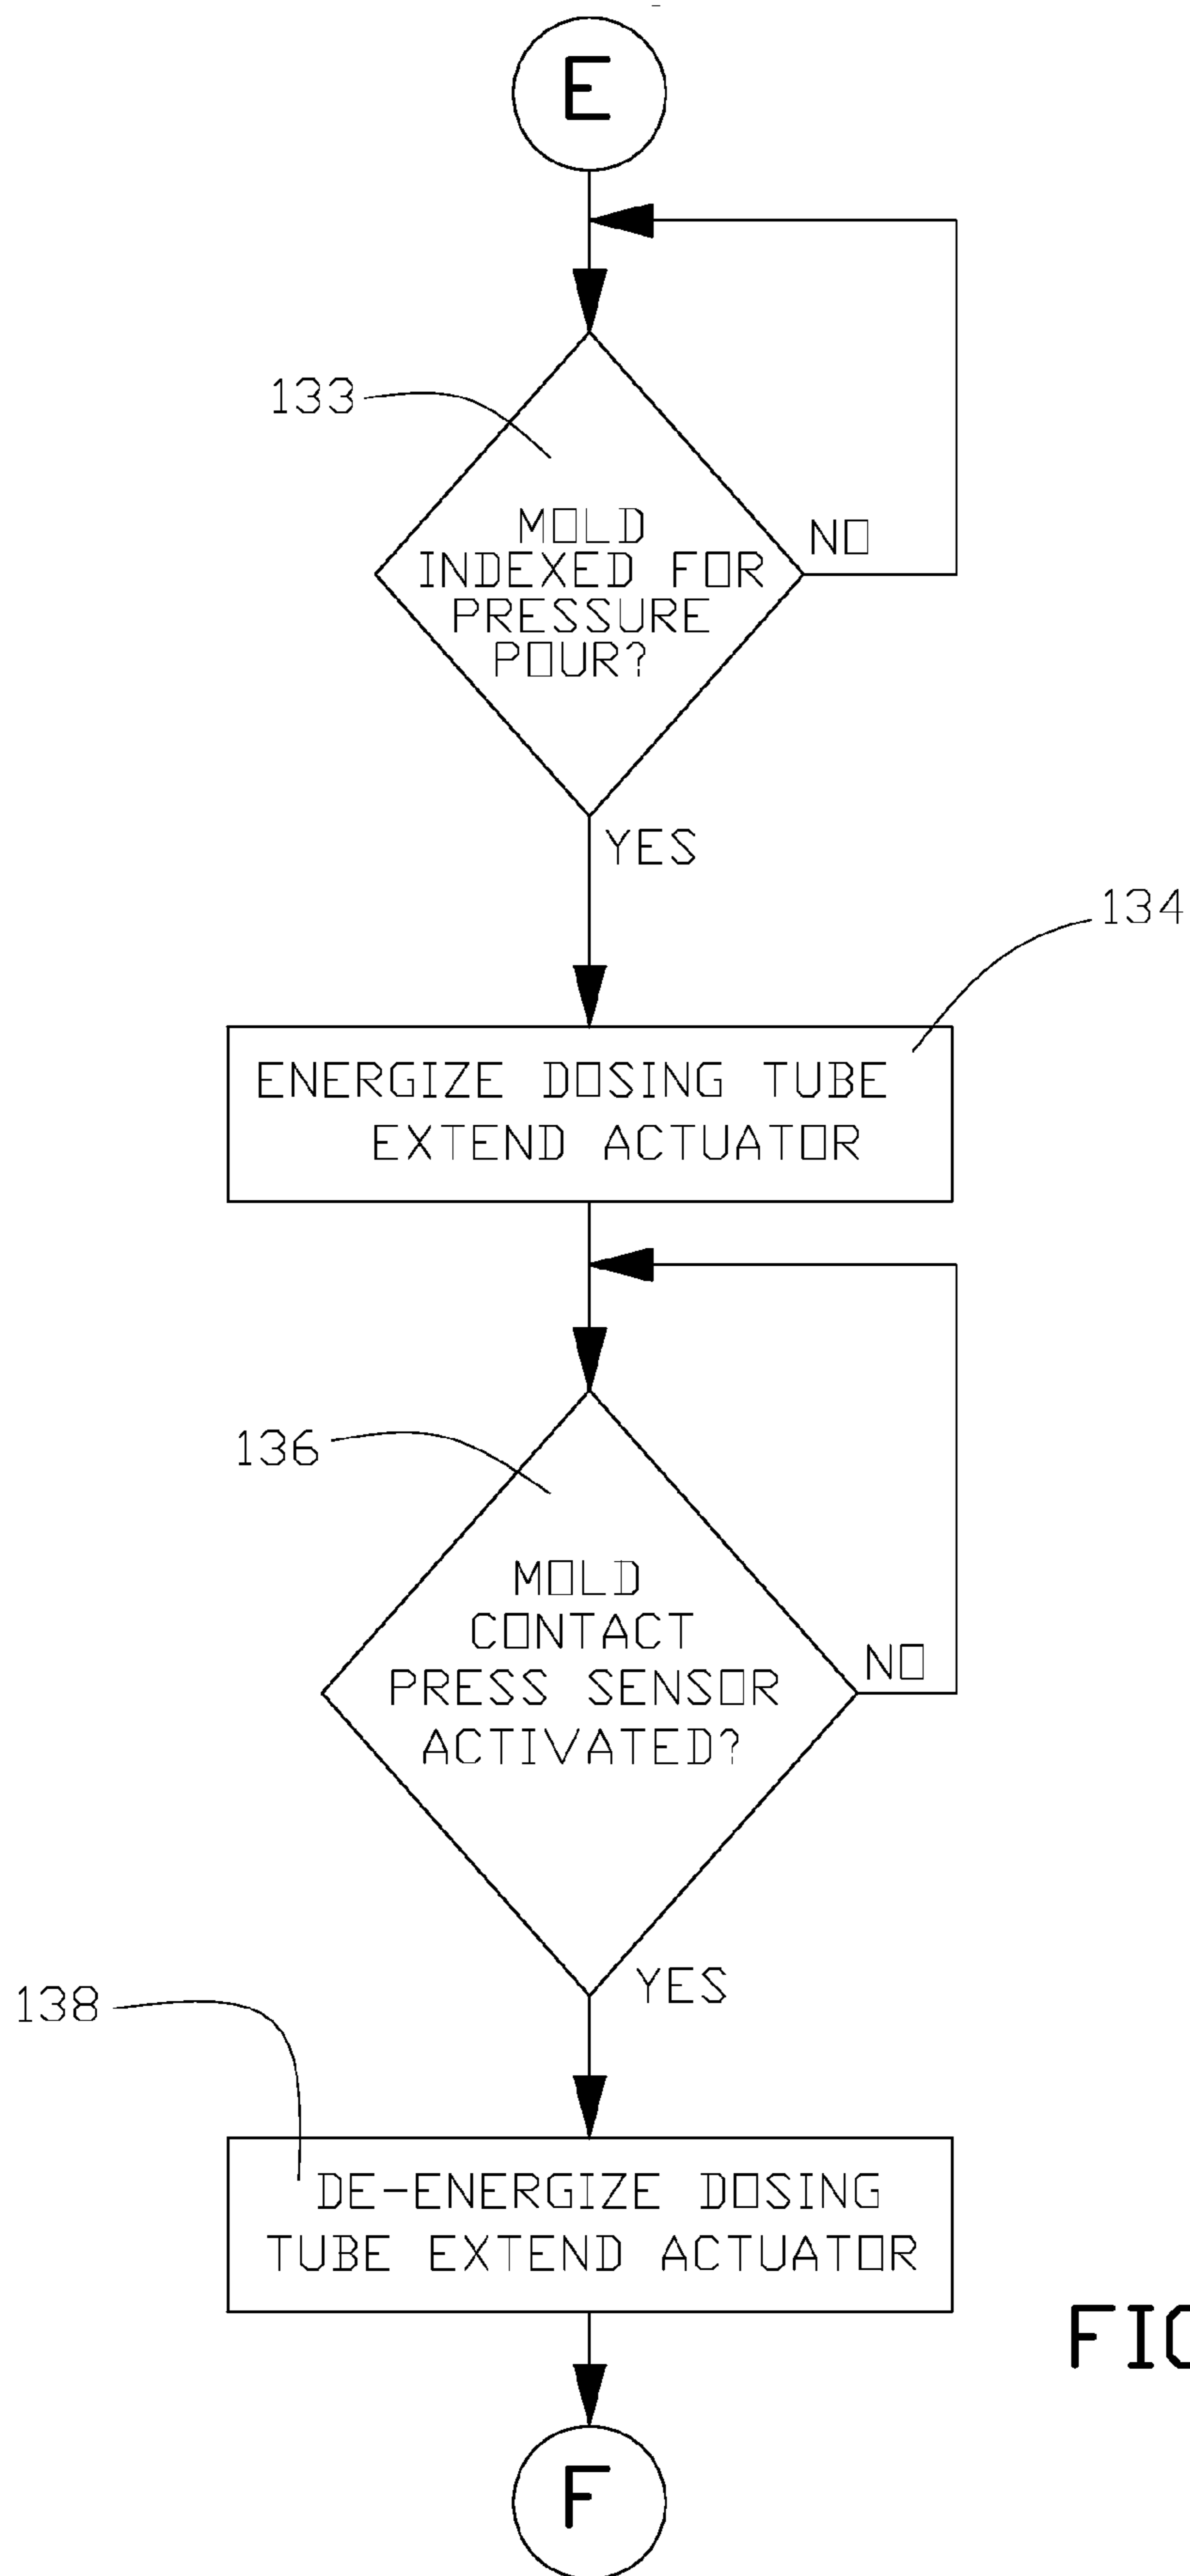 E
133
MOLD
INDEXED FOR
PRESSURE
POUR?
NO
YES
134
ENERGIZE DOSING TUBE
EXTEND ACTUATOR
136
MOLD
CONTACT
PRESS SENSOR
ACTIVATED?
NO
YES
138
DE-ENERGIZE DOSING
TUBE EXTEND ACTUATOR
F